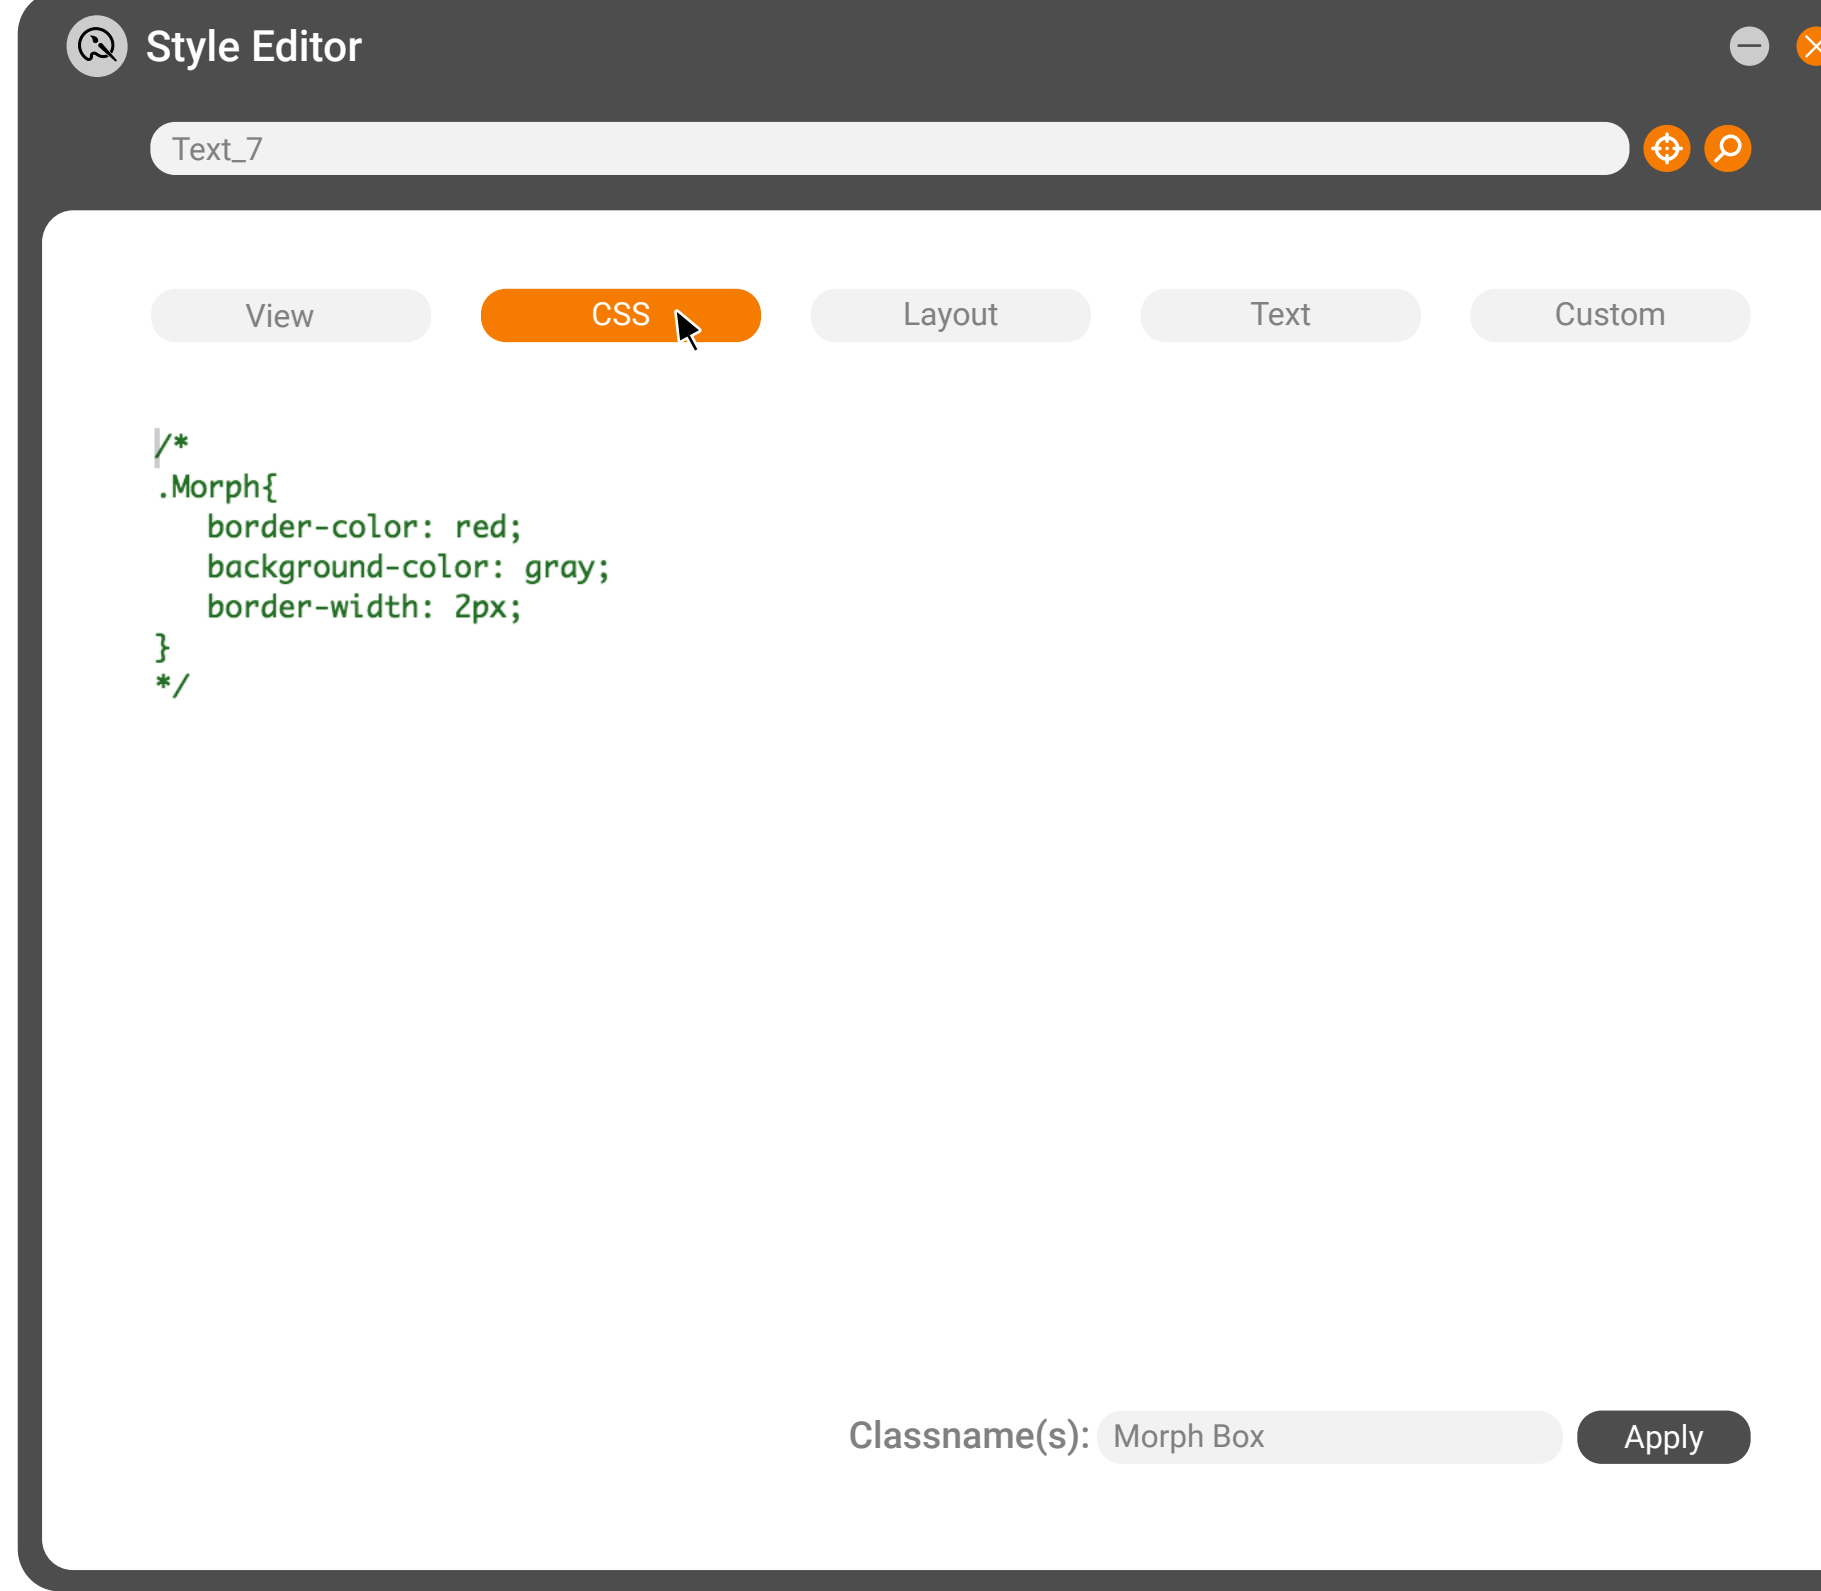 Style Editor
Text_7
View CSS Layout Text Custom
/*
.Morph{
   border-color: red;
   background-color: gray;
   border-width: 2px;
}
*/
Classname(s): Morph Box Apply